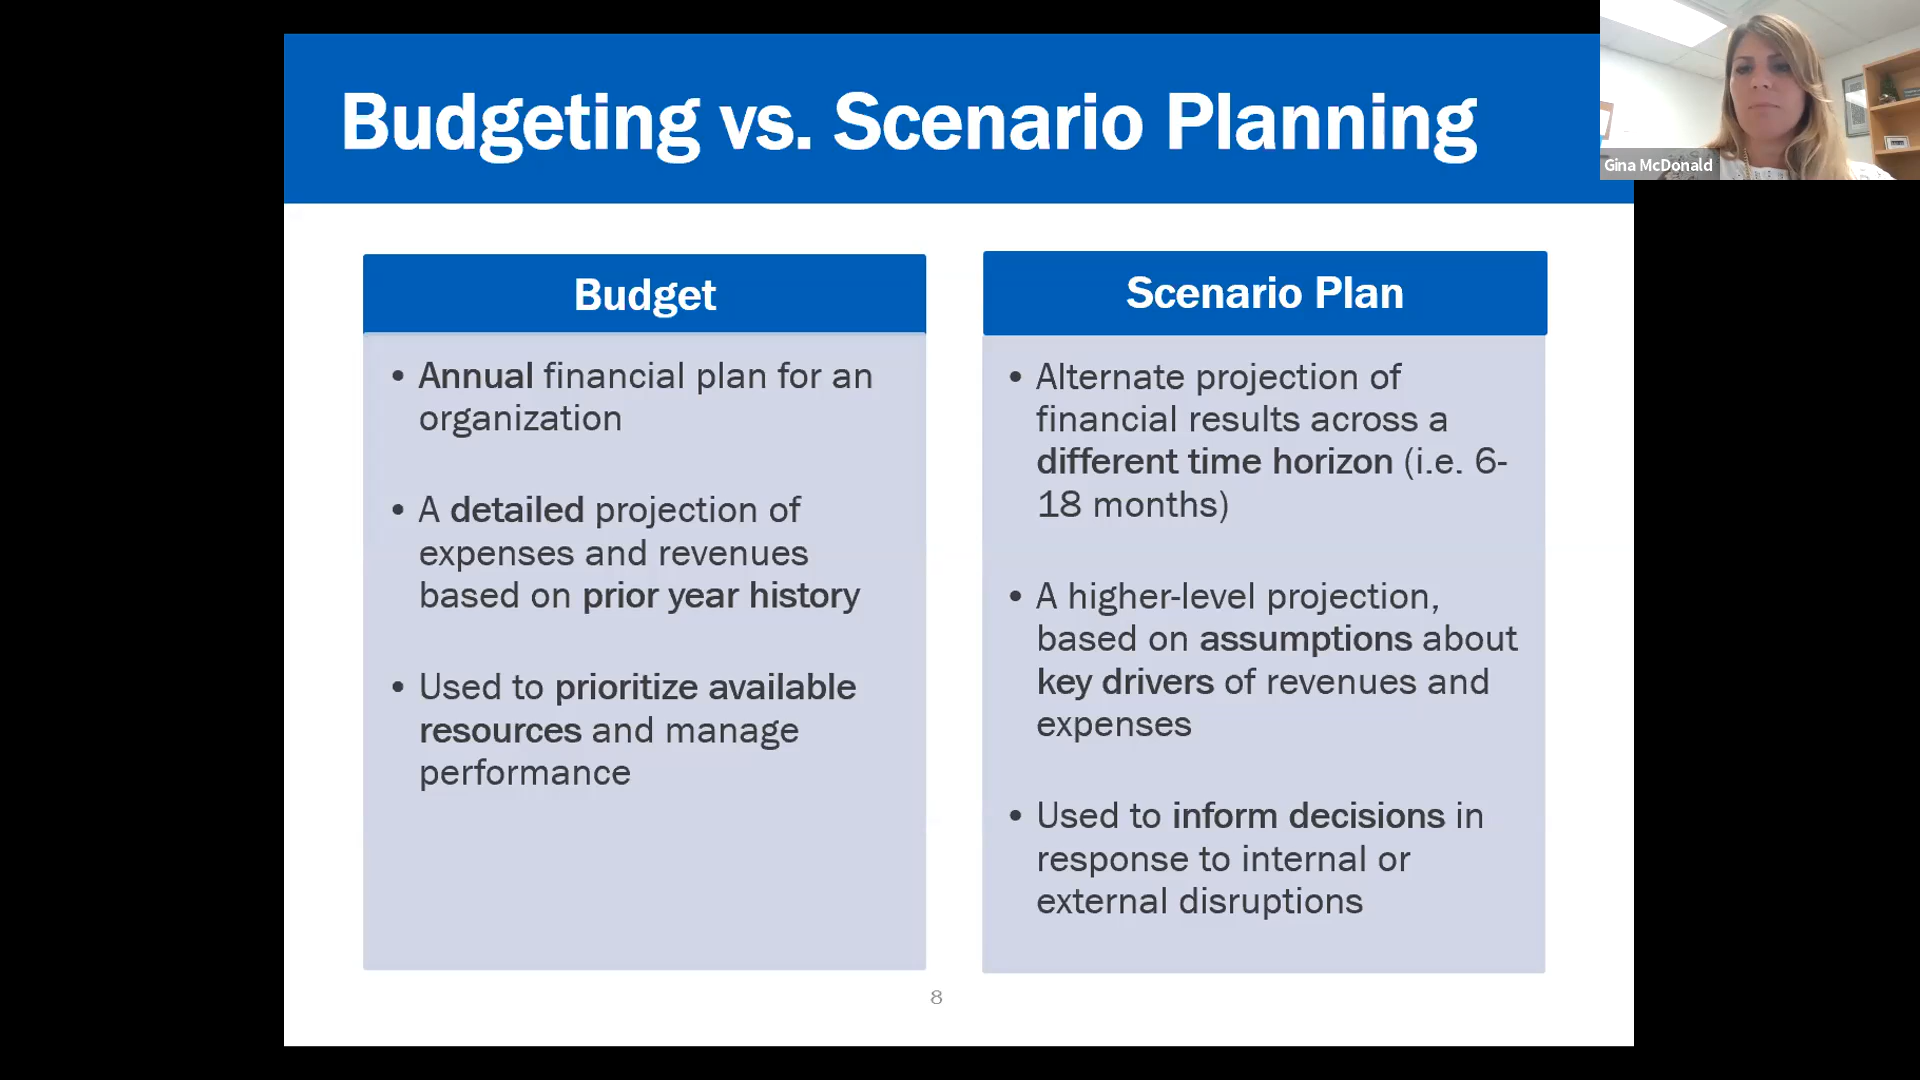 Budgeting vs. Scenario Planning
Gina McDonald
Budget
• Annual financial plan for an
organization
• A detailed projection of
expenses and revenues
based on prior year history
• Used to prioritize available
resources and manage
performance
Scenario Plan
• Alternate projection of
financial results across a
different time horizon (i.e. 6-
18 months)
• A higher-level projection,
based on assumptions about
key drivers of revenues and
expenses
• Used to inform decisions in
response to internal or
external disruptions
8